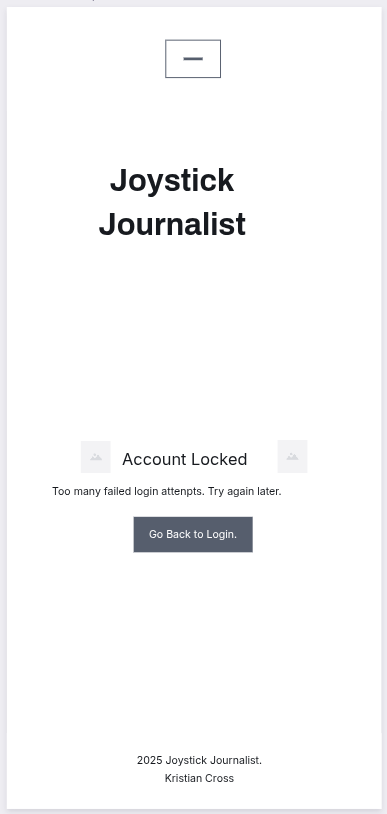 Joystick
Journalist
Account Locked
Too many failed login attenpts. Try again later.
Go Back to Login.
2025 Joystick Journalist.
Kristian Cross